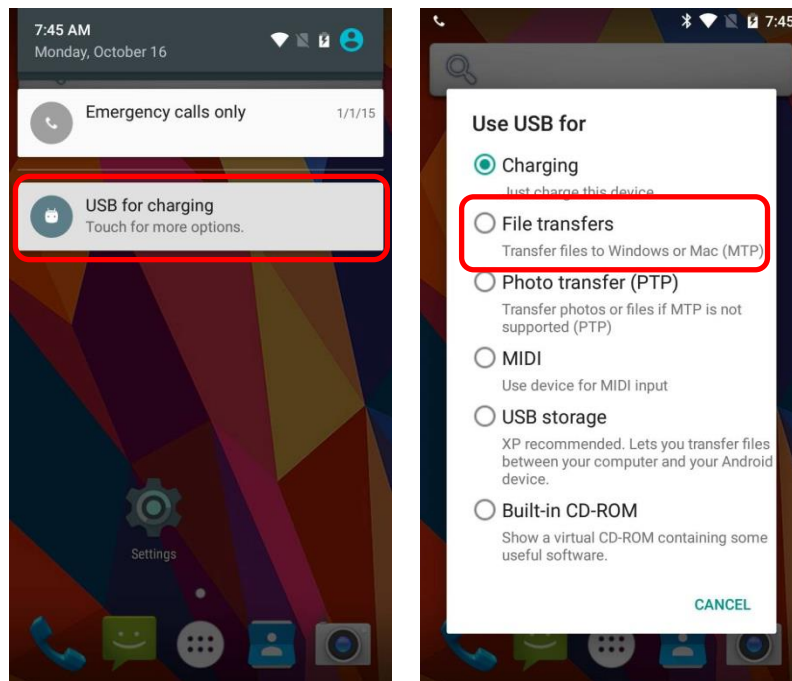 7:45 AM
Monday, October 16
Emergency calls only 1/1/15
USB for charging
Touch for more options.
Settings
7:45
Use USB for
Charging
Just charge this device
File transfers
Transfer files to Windows or Mac (MTP)
Photo transfer (PTP)
Transfer photos or files if MTP is not
supported (PTP)
MIDI
Use device for MIDI input
USB storage
XP recommended. Lets you transfer files
between your computer and your Android
device.
Built-in CD-ROM
Show a virtual CD-ROM containing some
useful software.
CANCEL